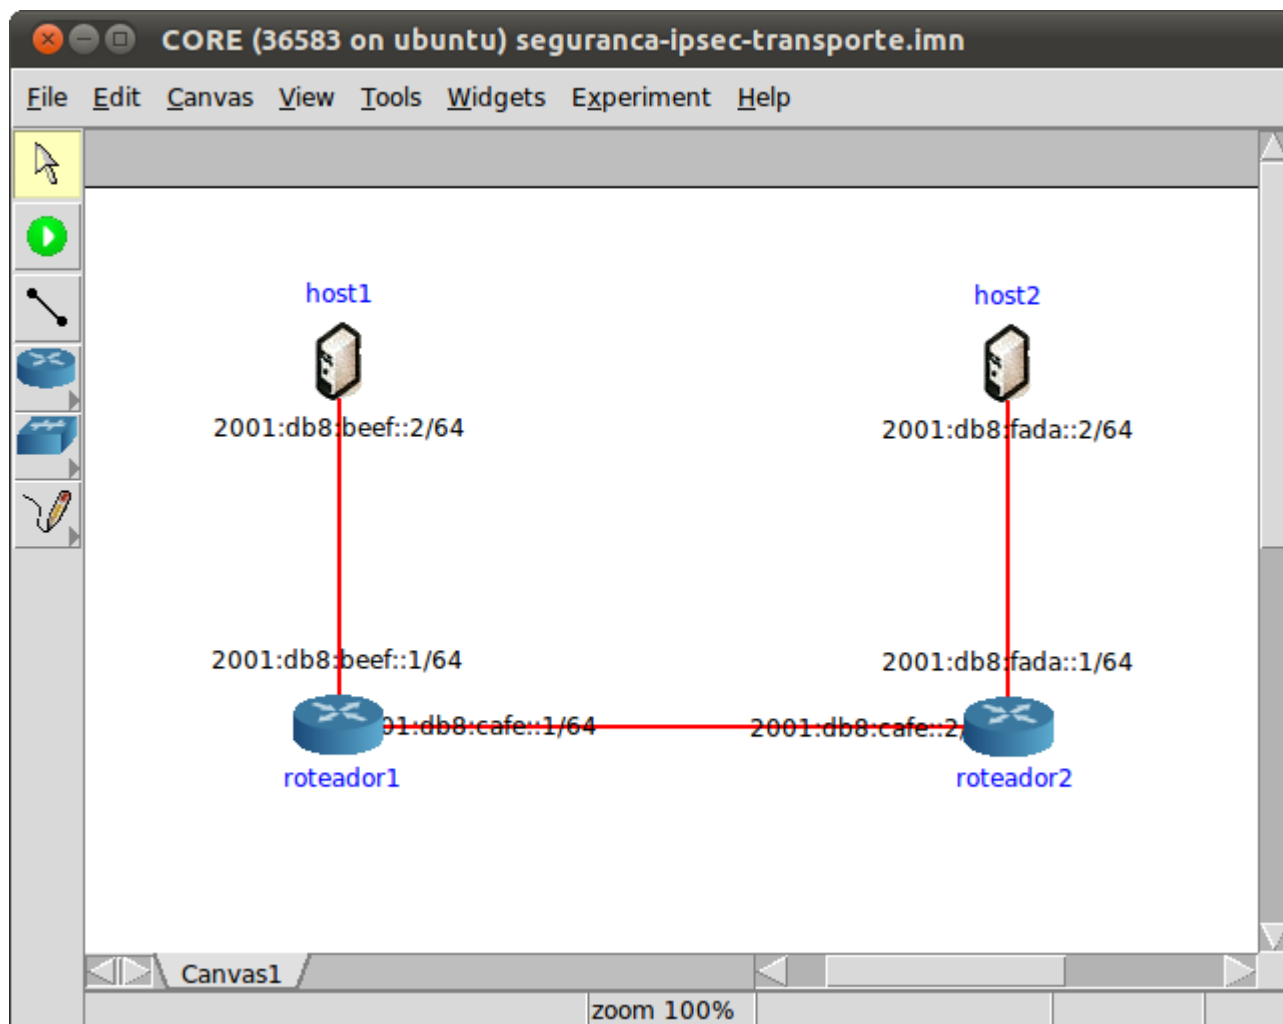 CORE (36583 on ubuntu) seguranca-ipsec-transporte.imn
File Edit Canvas View Tools Widgets Experiment Help
host1
host2
2001:db8:beef::2/64
2001:db8:fada::2/64
2001:db8:beef::1/64
2001:db8:fada::1/64
01:db8:cafe::1/64
2001:db8:cafe::2/
roteador1
roteador2
Canvas1
zoom 100%